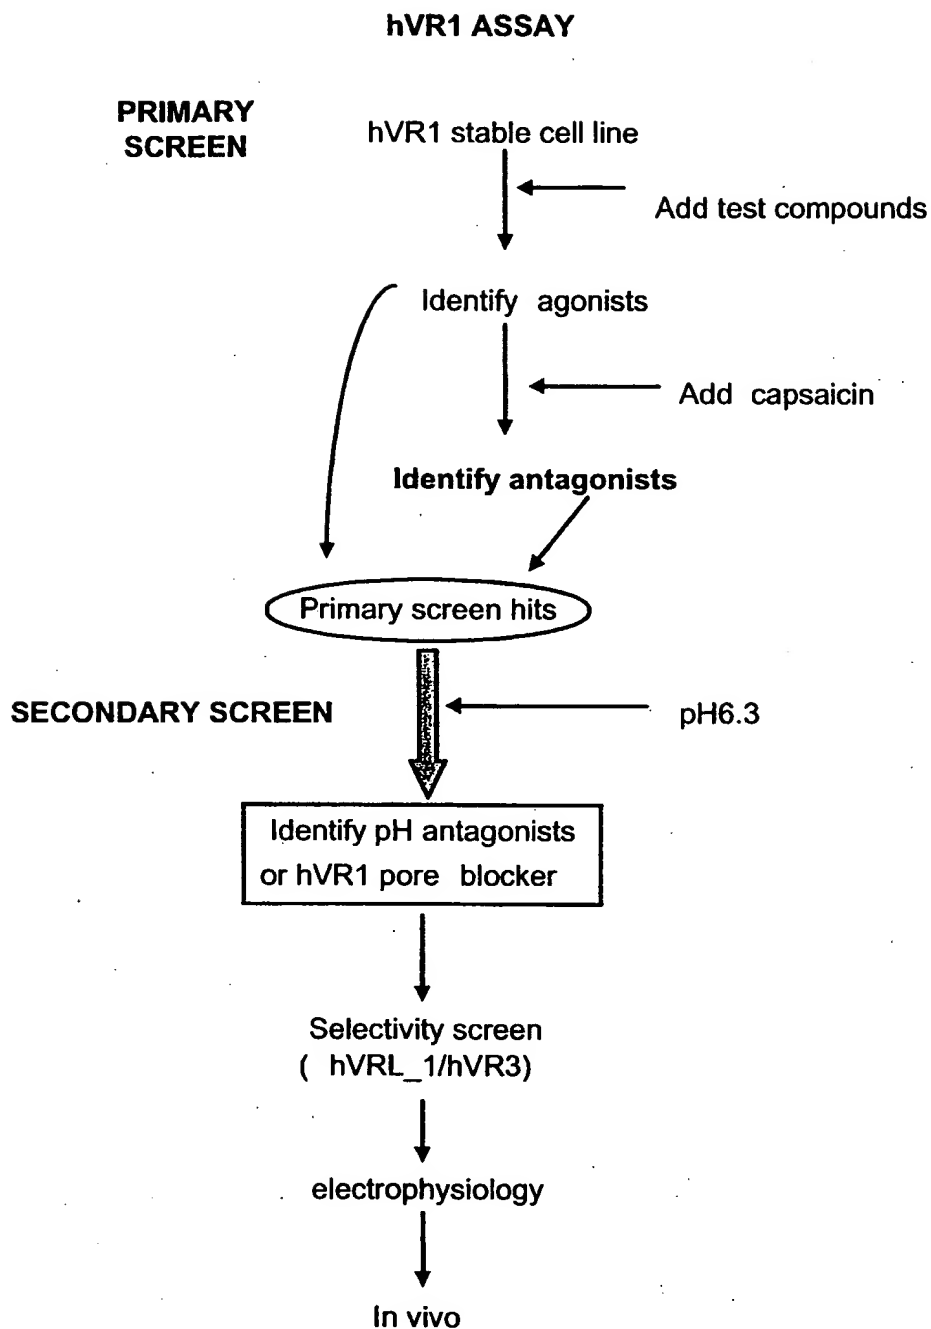 hVR1 ASSAY
PRIMARY
SCREEN
hVR1 stable cell line
Add test compounds
Identify agonists
Add capsaicin
Identify antagonists
Primary screen hits
SECONDARY SCREEN
pH6.3
Identify pH antagonists
or hVR1 pore blocker
Selectivity screen
( hVRL_1/hVR3)
electrophysiology
In vivo